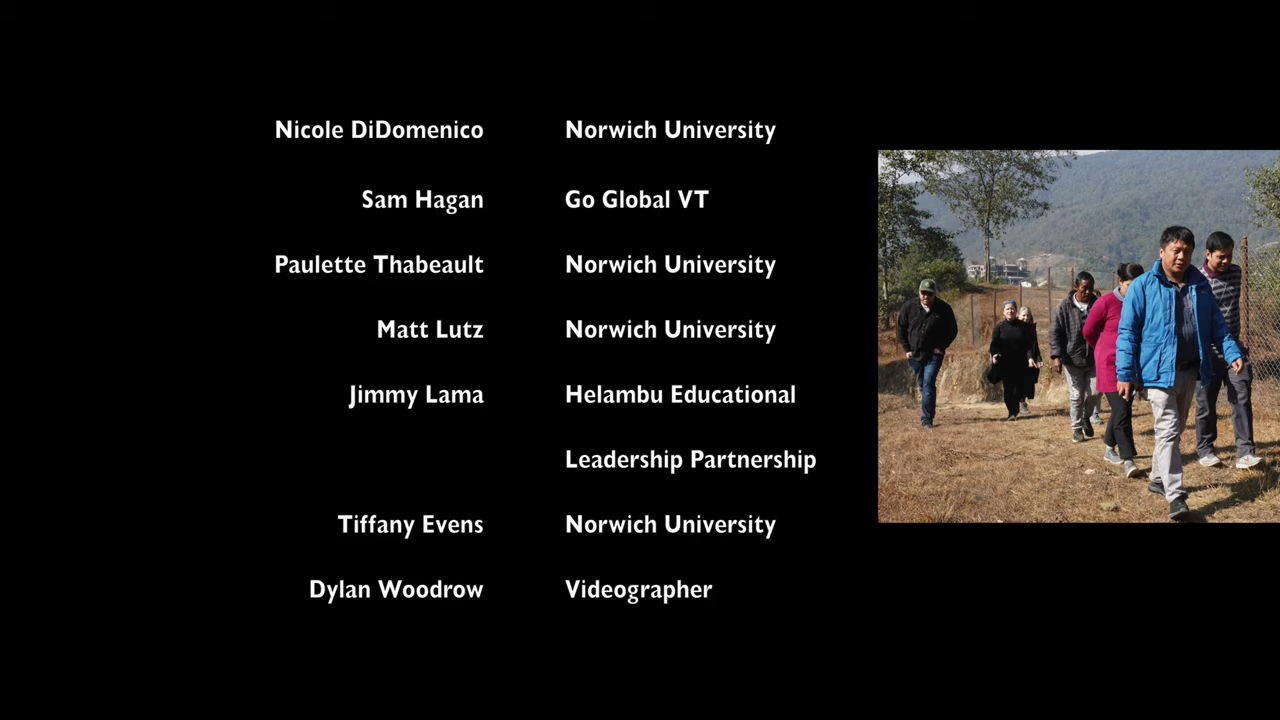 Nicole DiDomenico Norwich University
Sam Hagan Go Global VT
Paulette Thabeault Norwich University
Matt Lutz Norwich University
Jimmy Lama Helambu Educational
Leadership Partnership
Tiffany Evens Norwich University
Dylan Woodrow Videographer